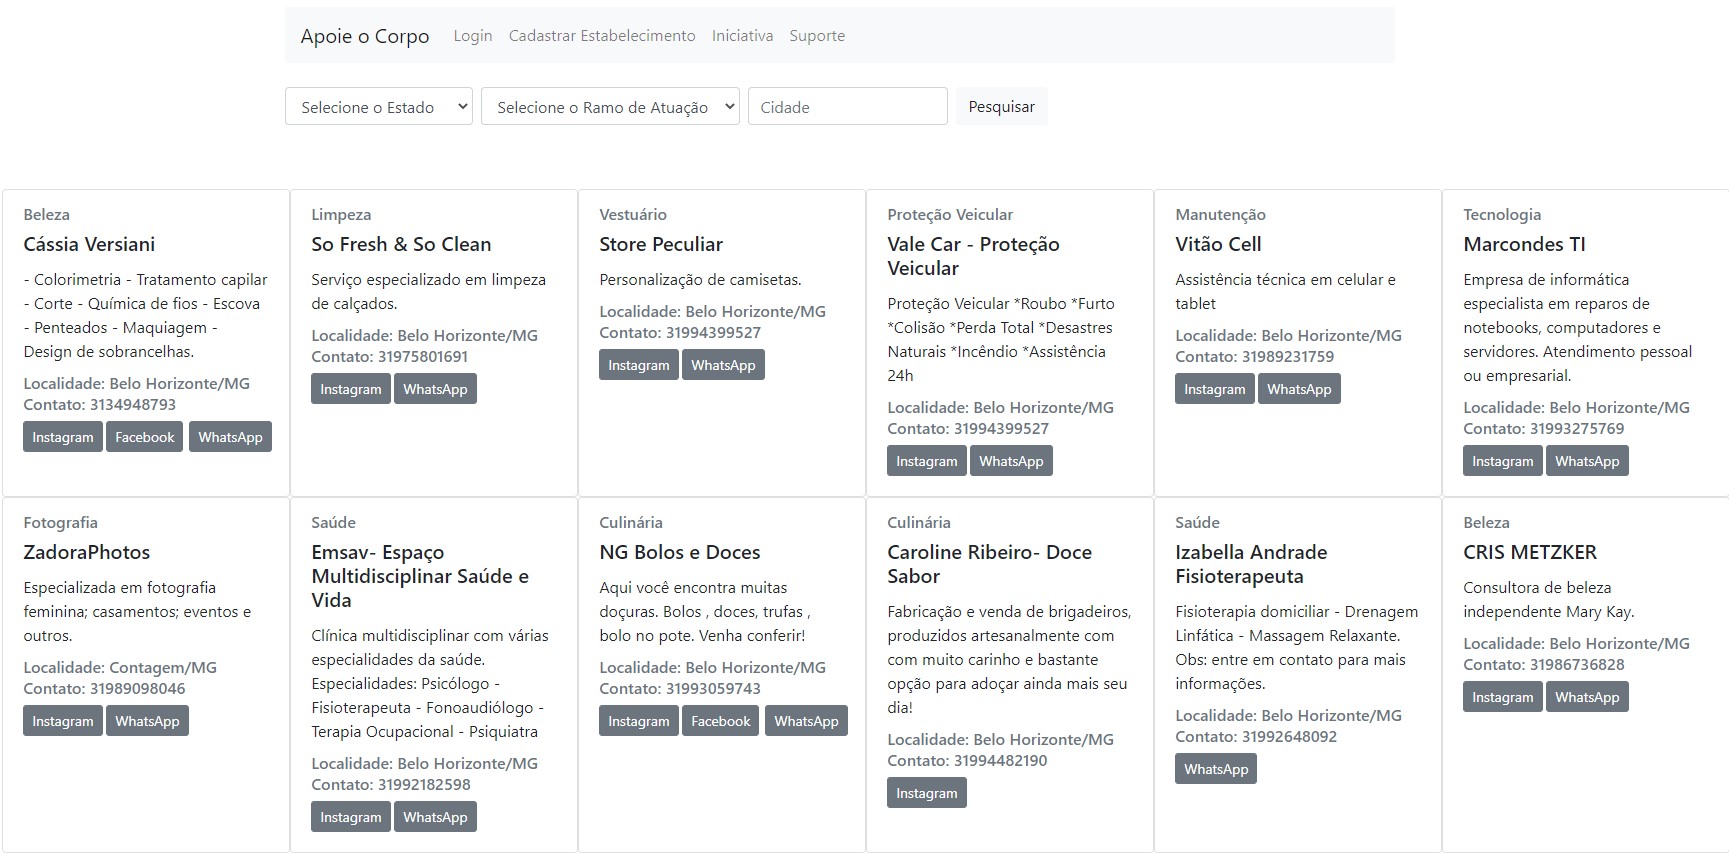 Apoie o Corpo Login Cadastrar Estabelecimento Iniciativa Suporte
Selecione o Estado Selecione o Ramo de Atuação Cidade Pesquisar
Beleza
Cássia Versiani
- Colorimetria - Tratamento capilar
- Corte - Química de fios - Escova
- Penteados - Maquiagem -
Design de sobrancelhas.
Localidade: Belo Horizonte/MG
Contato: 3134948793
Instagram Facebook WhatsApp
Limpeza
So Fresh & So Clean
Serviço especializado em limpeza
de calçados.
Localidade: Belo Horizonte/MG
Contato: 31975801691
Instagram WhatsApp
Vestuário
Store Peculiar
Personalização de camisetas.
Localidade: Belo Horizonte/MG
Contato: 31994399527
Instagram WhatsApp
Proteção Veicular
Vale Car - Proteção
Veicular
Proteção Veicular *Roubo *Furto
*Colisão *Perda Total *Desastres
Naturais *Incêndio *Assistência
24h
Localidade: Belo Horizonte/MG
Contato: 31994399527
Instagram WhatsApp
Manutenção
Vitão Cell
Assistência técnica em celular e
tablet
Localidade: Belo Horizonte/MG
Contato: 31989231759
Instagram WhatsApp
Tecnologia
Marcondes TI
Empresa de informática
especialista em reparos de
notebooks, computadores e
servidores. Atendimento pessoal
ou empresarial.
Localidade: Belo Horizonte/MG
Contato: 31993275769
Instagram WhatsApp
Fotografia
ZadoraPhotos
Especializada em fotografia
feminina; casamentos; eventos e
outros.
Localidade: Contagem/MG
Contato: 31989098046
Instagram WhatsApp
Saúde
Emsav- Espaço
Multidisciplinar Saúde e
Vida
Clínica multidisciplinar com várias
especialidades da saúde.
Especialidades: Psicólogo -
Fisioterapeuta - Fonoaudiólogo -
Terapia Ocupacional - Psiquiatra
Localidade: Belo Horizonte/MG
Contato: 31992182598
Instagram WhatsApp
Culinária
NG Bolos e Doces
Aqui você encontra muitas
doçuras. Bolos , doces, trufas ,
bolo no pote. Venha conferir!
Localidade: Belo Horizonte/MG
Contato: 31993059743
Instagram Facebook WhatsApp
Culinária
Caroline Ribeiro- Doce
Sabor
Fabricação e venda de brigadeiros,
produzidos artesanalmente com
com muito carinho e bastante
opção para adoçar ainda mais seu
dia!
Localidade: Belo Horizonte/MG
Contato: 31994482190
Instagram
Saúde
Izabella Andrade
Fisioterapeuta
Fisioterapia domiciliar - Drenagem
Linfática - Massagem Relaxante.
Obs: entre em contato para mais
informações.
Localidade: Belo Horizonte/MG
Contato: 31992648092
WhatsApp
Beleza
CRIS METZKER
Consultora de beleza
independente Mary Kay.
Localidade: Belo Horizonte/MG
Contato: 31986736828
Instagram WhatsApp